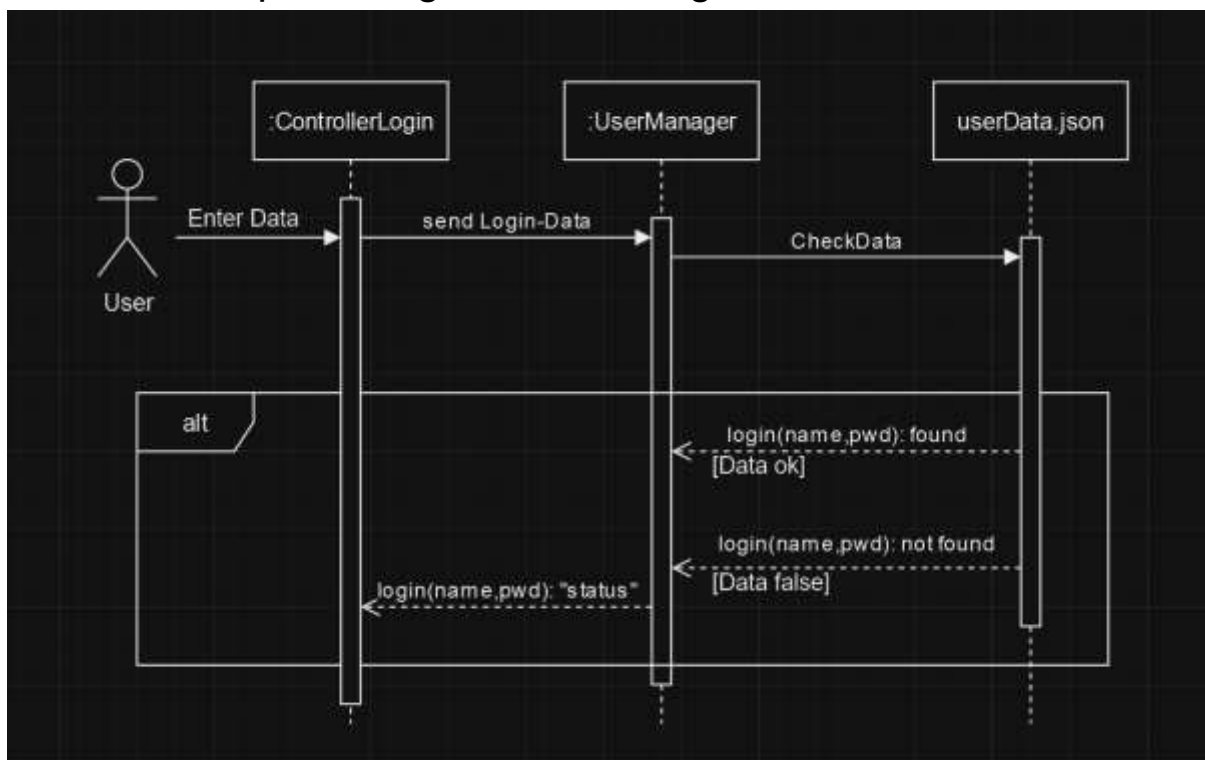 :ControllerLogin
:UserManager
userData.json
Enter Data
send Login-Data
CheckData
User
alt
login(name,pwd): found
[Data ok]
login(name,pwd): not found
[Data false]
login(name,pwd): "status"